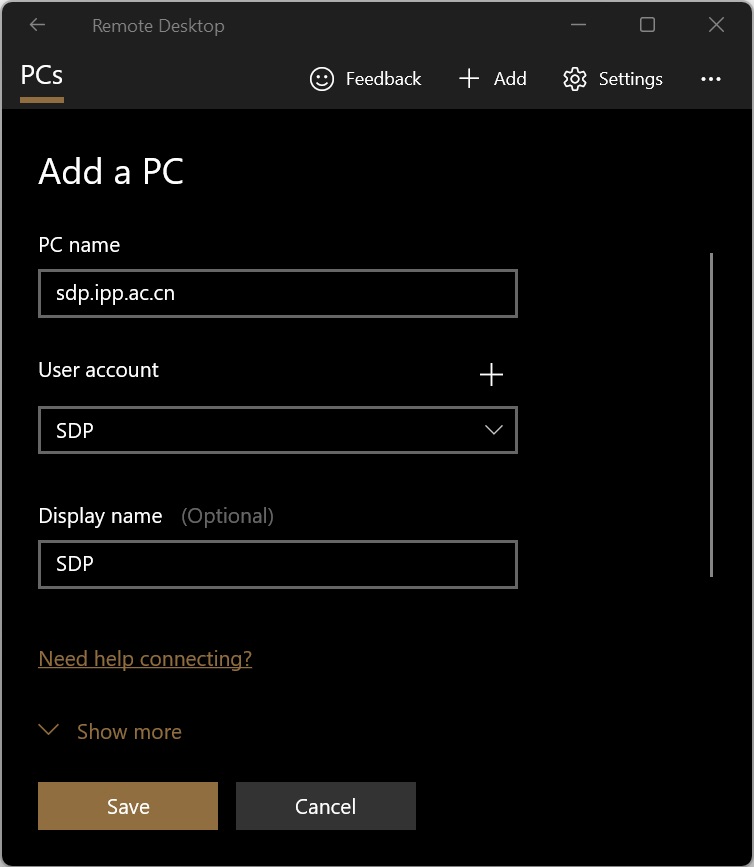 Remote Desktop
PCs
Feedback
Add
Settings
Add a PC
PC name
sdp.ipp.ac.cn
User account
SDP
Display name (Optional)
SDP
Need help connecting?
Show more
Save
Cancel